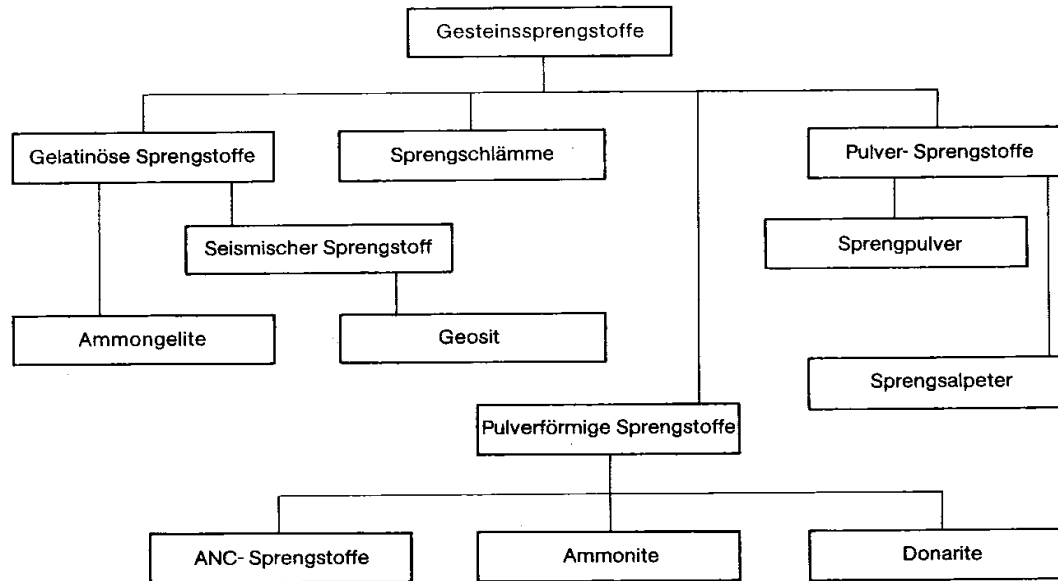 Gesteinssprengstoffe
Gelatinöse Sprengstoffe
Sprengschlämme
Pulver- Sprengstoffe
Seismischer Sprengstoff
Sprengpulver
Ammongelite
Geosit
Sprengsalpeter
Pulverförmige Sprengstoffe
ANC- Sprengstoffe
Ammonite
Donarite